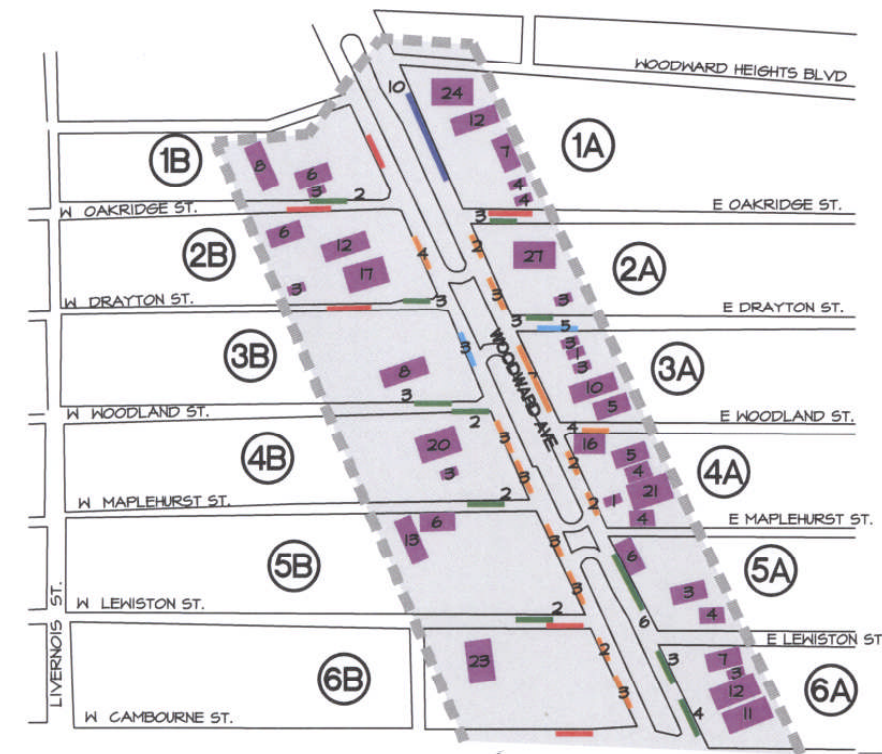 WOODWARD HEIGHTS BLVD
10
24
12
1A
7
1B
8
6
3
2
4
4
W OAKRIDGE ST.
E OAKRIDGE ST.
3
2B
6
12
17
3
4
2
27
2A
3
3
W DRAYTON ST.
3
3
E DRAYTON ST.
5
3B
3
WOODWARD AVE
7
3
1
3
10
5
3A
8
3
W WOODLAND ST.
2
4
E WOODLAND ST.
4B
20
3
3
3
2
16
5
4
21
1
4
2
4A
W MAPLEHURST ST.
2
E MAPLEHURST ST.
5B
13
6
3
3
6
5A
3
4
6
LIVERNOIS ST.
W LEWISTON ST.
2
E LEWISTON ST
6B
23
2
3
3
4
7
3
12
11
6A
W CAMBOURNE ST.